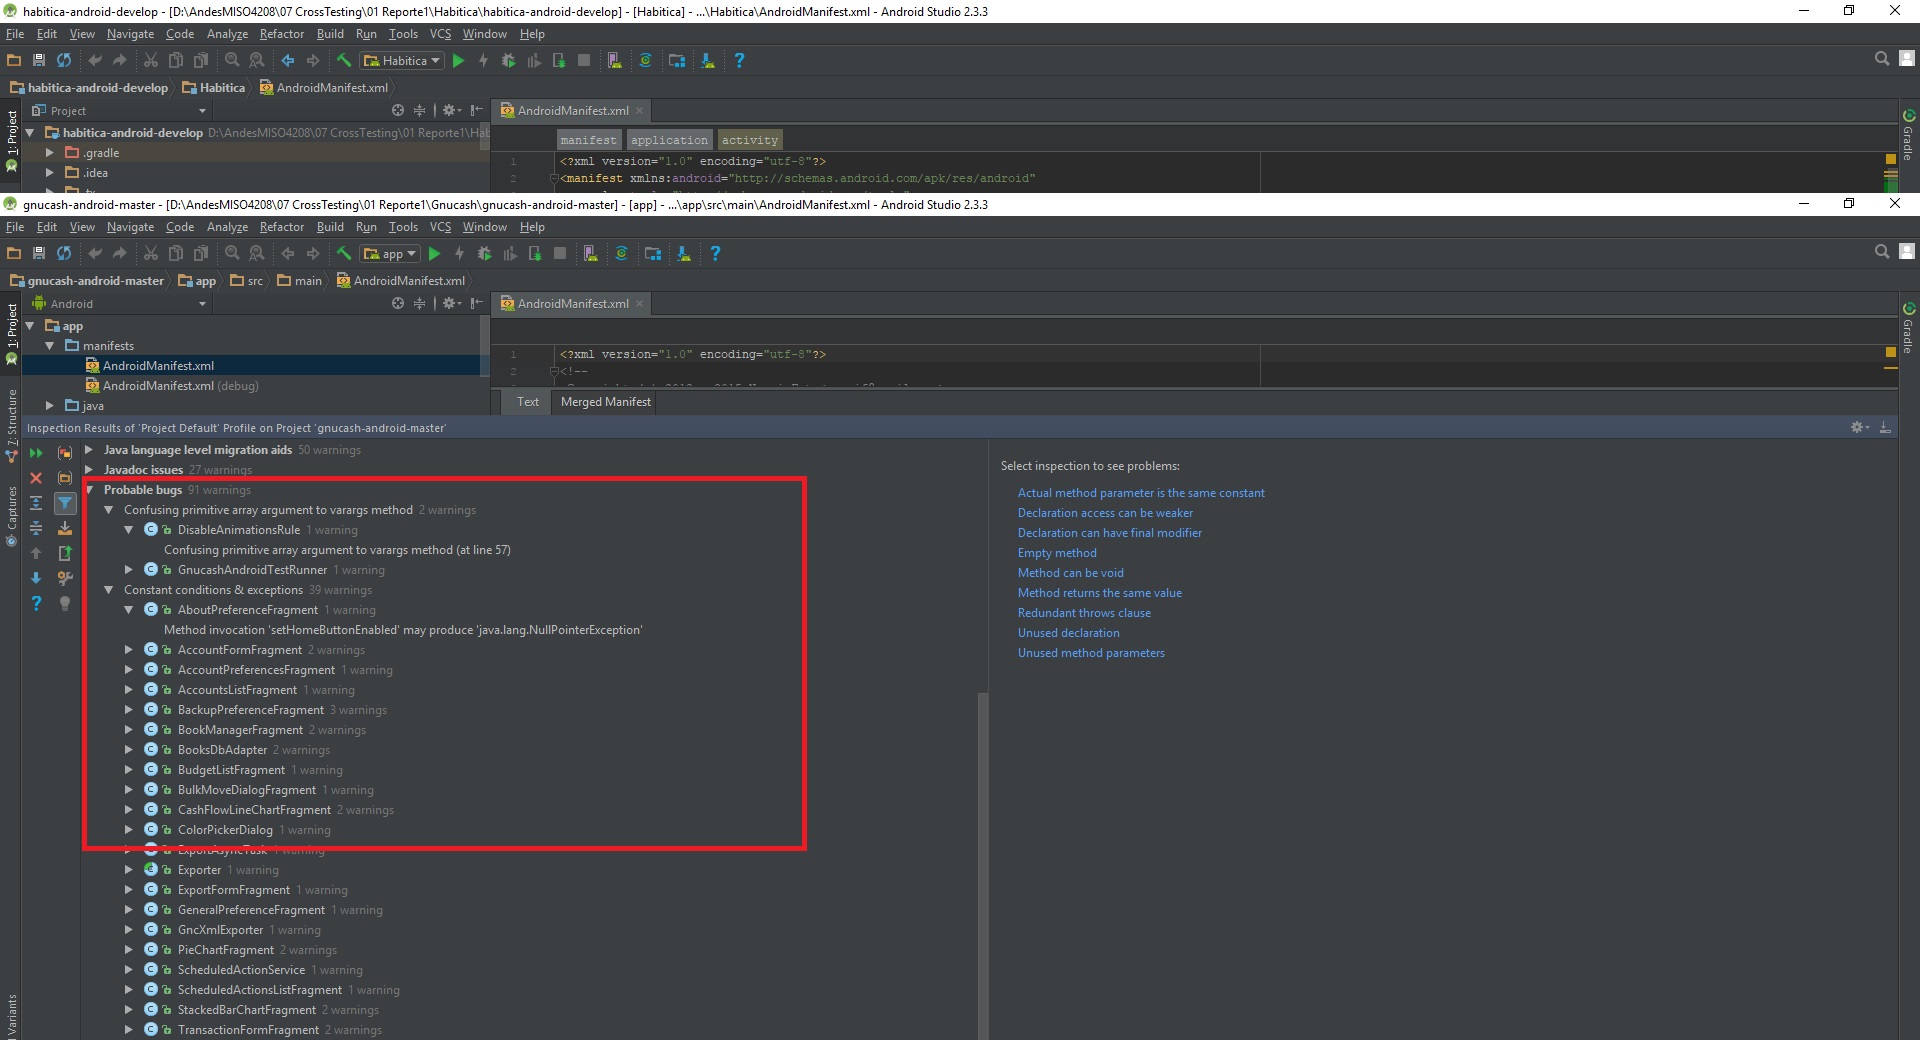 habitica-android-develop - [D:\AndesMISO4208\07 CrossTesting\01 Reporte1\Habitica\habitica-android-develop] - [Habitica] - ...\Habitica\AndroidManifest.xml - Android Studio 2.3.3
File Edit View Navigate Code Analyze Refactor Build Run Tools VCS Window Help
Habitica
habitica-android-develop Habitica AndroidManifest.xml
Project AndroidManifest.xml
1: Project
Gradle
habitica-android-develop D:\AndesMISO4208\07 CrossTesting\01 Reporte1\Hab
manifest application activity
.gradle
1 <?xml version="1.0" encoding="utf-8"?>
.idea
2 <manifest xmlns:android="http://schemas.android.com/apk/res/android"
gnucash-android-master - [D:\AndesMISO4208\07 CrossTesting\01 Reporte1\Gnucash\gnucash-android-master] - [app] - ...\app\src\main\AndroidManifest.xml - Android Studio 2.3.3
File Edit View Navigate Code Analyze Refactor Build Run Tools VCS Window Help
app
gnucash-android-master app src main AndroidManifest.xml
Android AndroidManifest.xml
1: Project
Gradle
app
manifests
1 <?xml version="1.0" encoding="utf-8"?>
AndroidManifest.xml
2 <!--
AndroidManifest.xml (debug)
java
Text Merged Manifest
7: Structure
Captures
Variants
Inspection Results of 'Project Default' Profile on Project 'gnucash-android-master'
Java language level migration aids 50 warnings
Javadoc issues 27 warnings
Probable bugs 91 warnings
Confusing primitive array argument to varargs method 2 warnings
DisableAnimationsRule 1 warning
Confusing primitive array argument to varargs method (at line 57)
GnucashAndroidTestRunner 1 warning
Constant conditions & exceptions 39 warnings
AboutPreferenceFragment 1 warning
Method invocation 'setHomeButtonEnabled' may produce 'java.lang.NullPointerException'
AccountFormFragment 2 warnings
AccountPreferencesFragment 1 warning
AccountsListFragment 1 warning
BackupPreferenceFragment 3 warnings
BookManagerFragment 2 warnings
BooksDbAdapter 2 warnings
BudgetListFragment 1 warning
BulkMoveDialogFragment 1 warning
CashFlowLineChartFragment 2 warnings
ColorPickerDialog 1 warning
ExportAsyncTask 1 warning
Exporter 1 warning
ExportFormFragment 1 warning
GeneralPreferenceFragment 1 warning
GncXmlExporter 1 warning
PieChartFragment 2 warnings
ScheduledActionService 1 warning
ScheduledActionsListFragment 1 warning
StackedBarChartFragment 2 warnings
TransactionFormFragment 2 warnings
Select inspection to see problems:
Actual method parameter is the same constant
Declaration access can be weaker
Declaration can have final modifier
Empty method
Method can be void
Method returns the same value
Redundant throws clause
Unused declaration
Unused method parameters